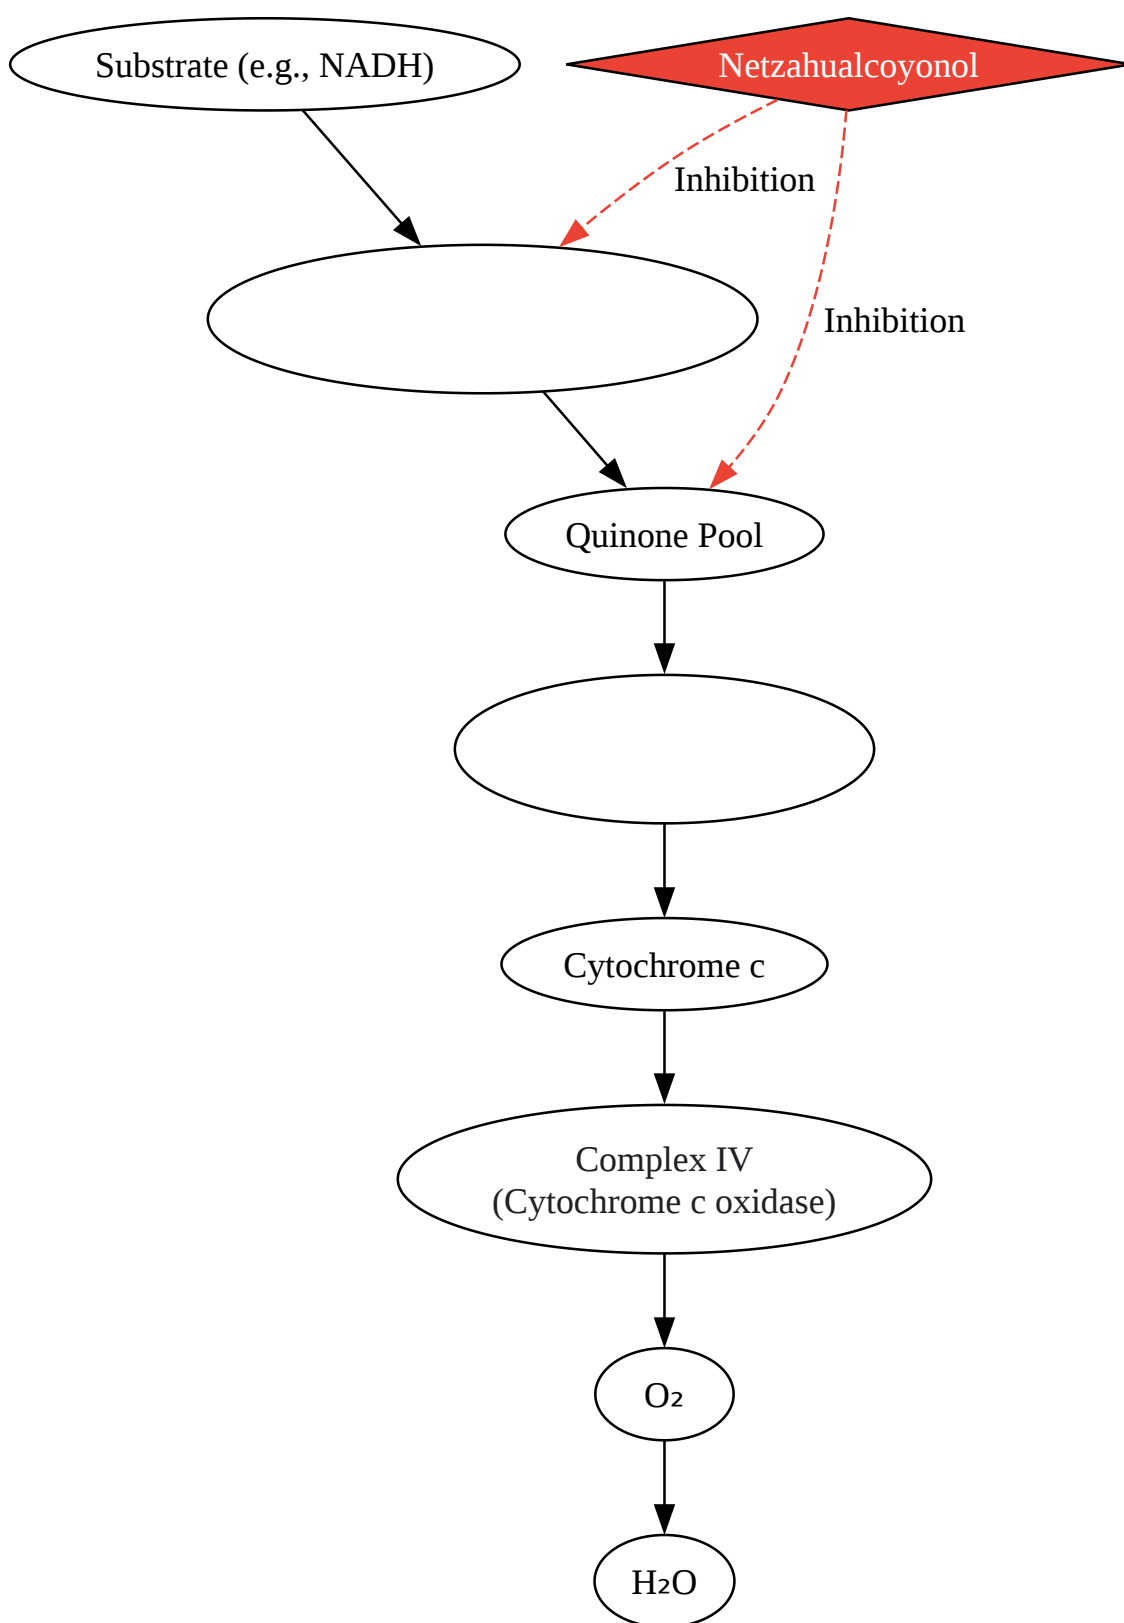 Substrate (e.g., NADH)
Netzahualcoyonol
Inhibition
Inhibition
Quinone Pool
Cytochrome c
Complex IV
(Cytochrome c oxidase)
O₂
H₂O